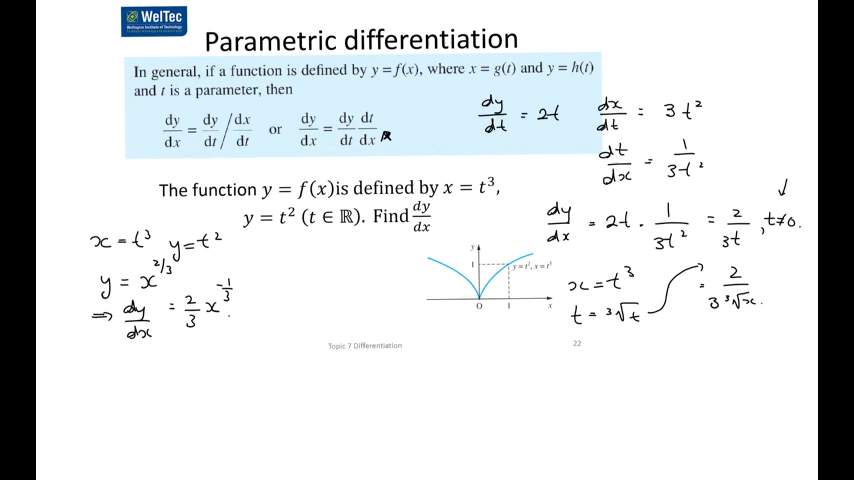 WelTec
Wellington Institute of Technology
Parametric differentiation
In general, if a function is defined by y = f(x), where x = g(t) and y = h(t)
and t is a parameter, then
dy/dx = dy/dt / dx/dt or dy/dx = dy/dt dt/dx
dy/dt = 2t dx/dt = 3t²
dt/dx = 1/3t²
The function y = f(x)is defined by x = t³,
y = t² (t ∈ ℝ). Find dy/dx
dy/dx = 2t · 1/3t² = 2/3t , t≠0.
x = t³ y = t²
y = x^2/3
⇒ dy/dx = 2/3 x^-1/3.
y
1
y = t², x = t³
O 1 x
x = t³
t = ³√t
= 2/3 ³√x.
Topic 7 Differentiation
22